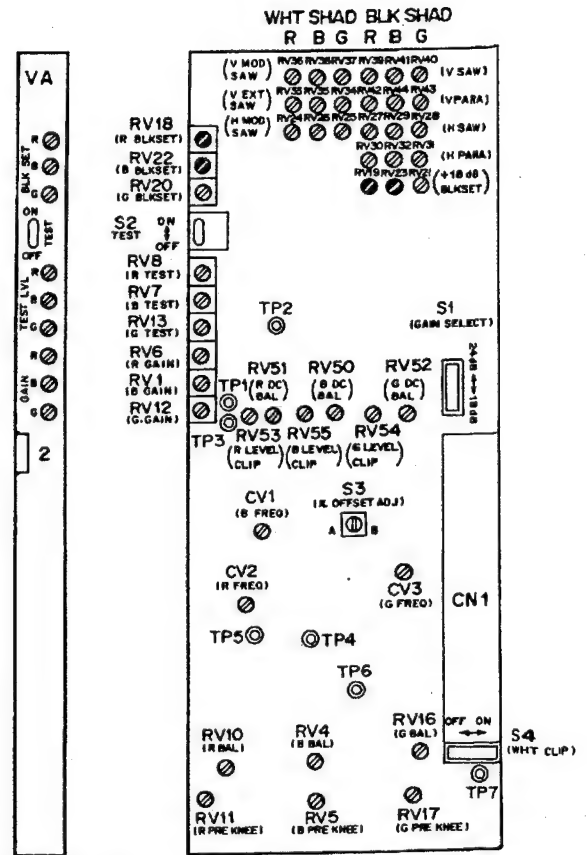 WHT SHAD BLK SHAD
R B G R B G
VA
R
B
G
BLK SET
ON
OFF
TEST
R
B
G
TEST LVL
R
B
G
GAIN
2
(V MOD SAW
RV36 RV38 RV37 RV39 RV41 RV40
(V SAW)
(V EXT SAW
RV33 RV35 RV34 RV42 RV44 RV43
(V PARA)
(H MOD SAW
RV24 RV26 RV25 RV27 RV29 RV28
(H SAW)
RV30 RV32 RV31
(H PARA)
RV19 RV23 RV21
(+18 dB BLKSET)
RV18
(R BLKSET)
RV22
(B BLKSET)
RV20
(G BLKSET)
S2
TEST
ON
OFF
RV8
(R TEST)
RV7
(B TEST)
RV13
(G TEST)
RV6
(R GAIN)
RV1
(B GAIN)
RV12
(G.GAIN)
TP2
S1
(GAIN SELECT)
24dB 18dB
TP1
TP3
RV51
(R DC BAL)
RV50
(B DC BAL)
RV52
(G DC BAL)
RV53
(R LEVEL CLIP)
RV55
(B LEVEL CLIP)
RV54
(G LEVEL CLIP)
S3
OFFSET ADJ)
A B
CV1
(B FREQ)
CV2
(R FREQ)
CV3
(G FREQ)
CN1
TP5
TP4
TP6
RV10
(R BAL)
RV4
(B BAL)
RV16
(G BAL)
OFF ON
S4
(WHT CLIP)
TP7
RV11
(R PRE KNEE)
RV5
(B PRE KNEE)
RV17
(G PRE KNEE)